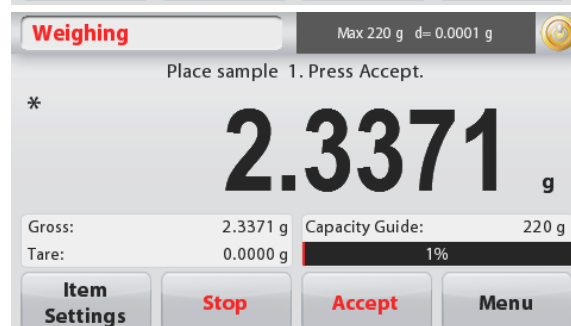 Weighing
Max 220 g d= 0.0001 g
Place sample 1. Press Accept.
*
2.3371 g
Gross: 2.3371 g Capacity Guide: 220 g
Tare: 0.0000 g 1%
Item Settings
Stop
Accept
Menu